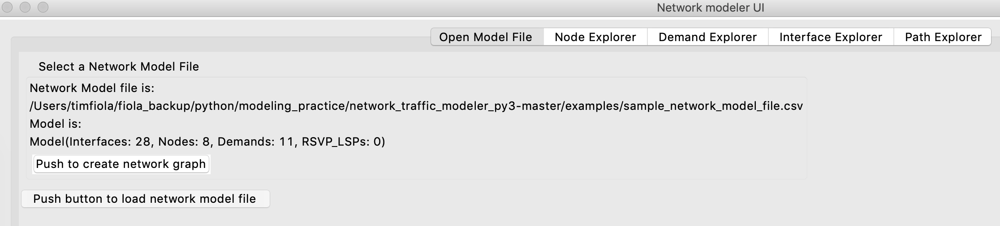 Network modeler UI
Open Model File Node Explorer Demand Explorer Interface Explorer Path Explorer
Select a Network Model File
Network Model file is:
/Users/timfiola/fiola_backup/python/modeling_practice/network_traffic_modeler_py3-master/examples/sample_network_model_file.csv
Model is:
Model(Interfaces: 28, Nodes: 8, Demands: 11, RSVP_LSPs: 0)
Push to create network graph
Push button to load network model file